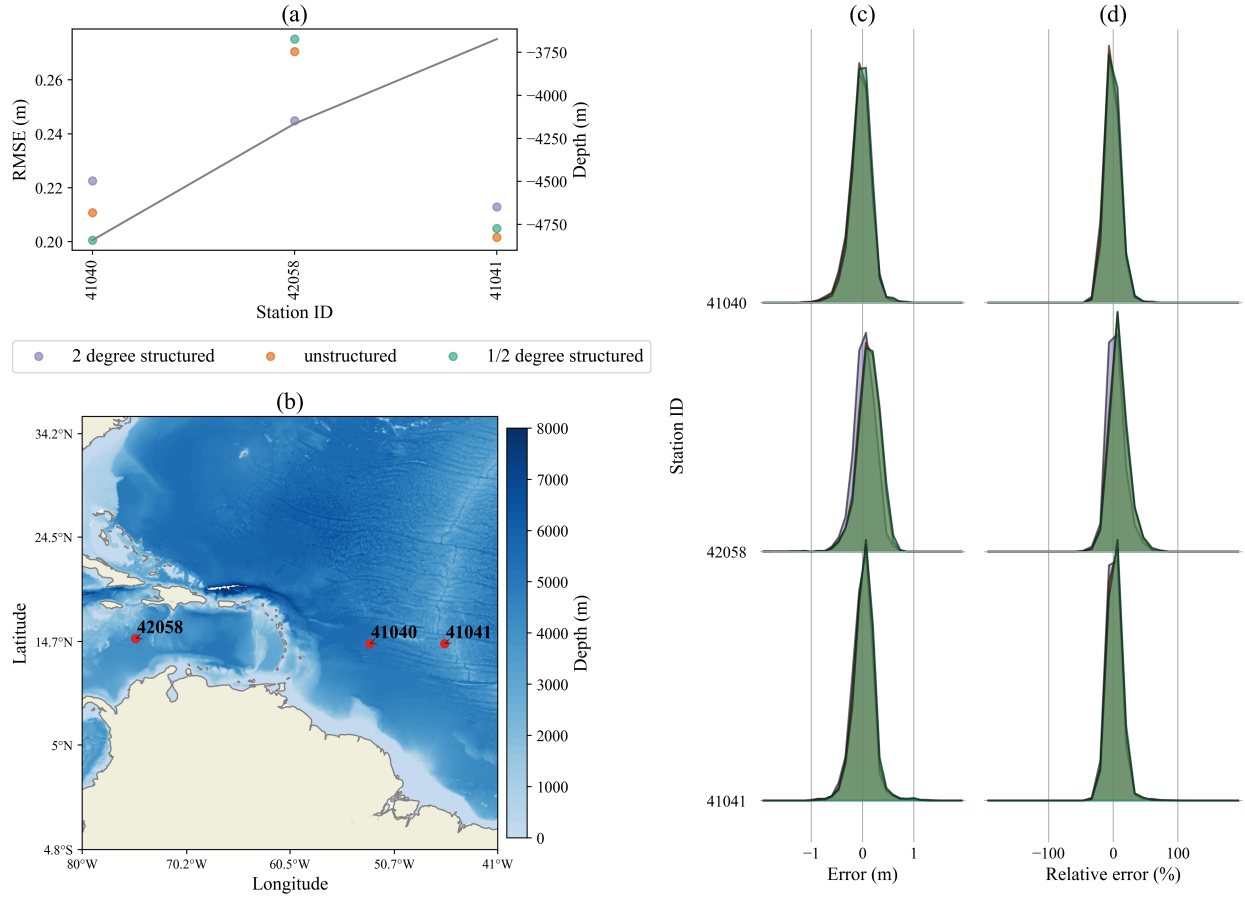 (a)
RMSE (m)
0.26
0.24
0.22
0.20
−3750
−4000
−4250
−4500
−4750
Depth (m)
41040
42058
41041
Station ID
2 degree structured
unstructured
1/2 degree structured
(b)
Latitude
34.2°N
24.5°N
14.7°N
5°N
4.8°S
42058
41040
41041
80°W
70.2°W
60.5°W
50.7°W
41°W
Longitude
8000
7000
6000
5000
4000
3000
2000
1000
0
Depth (m)
(c)
(d)
Station ID
41040
42058
41041
−1
0
1
Error (m)
−100
0
100
Relative error (%)